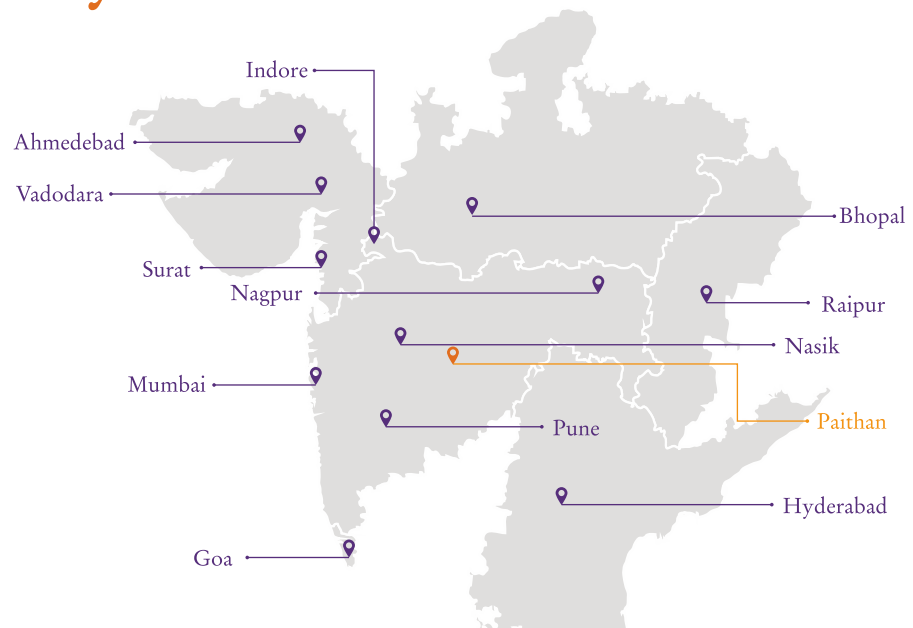 Indore
Ahmedebad
Vadodara
Bhopal
Surat
Nagpur
Raipur
Nasik
Mumbai
Paithan
Pune
Hyderabad
Goa